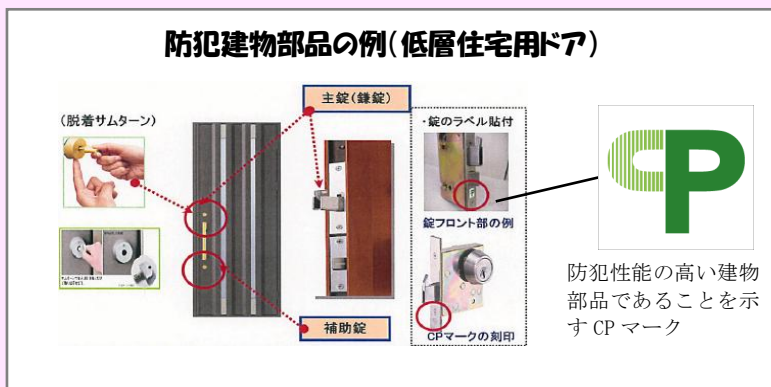 防犯建物部品の例(低層住宅用ドア)
主錠(鎌錠)
(脱着サムターン)
・錠のラベル貼付
錠フロント部の例
補助錠
CPマークの刻印
CP
防犯性能の高い建物
部品であることを示
す CP マーク